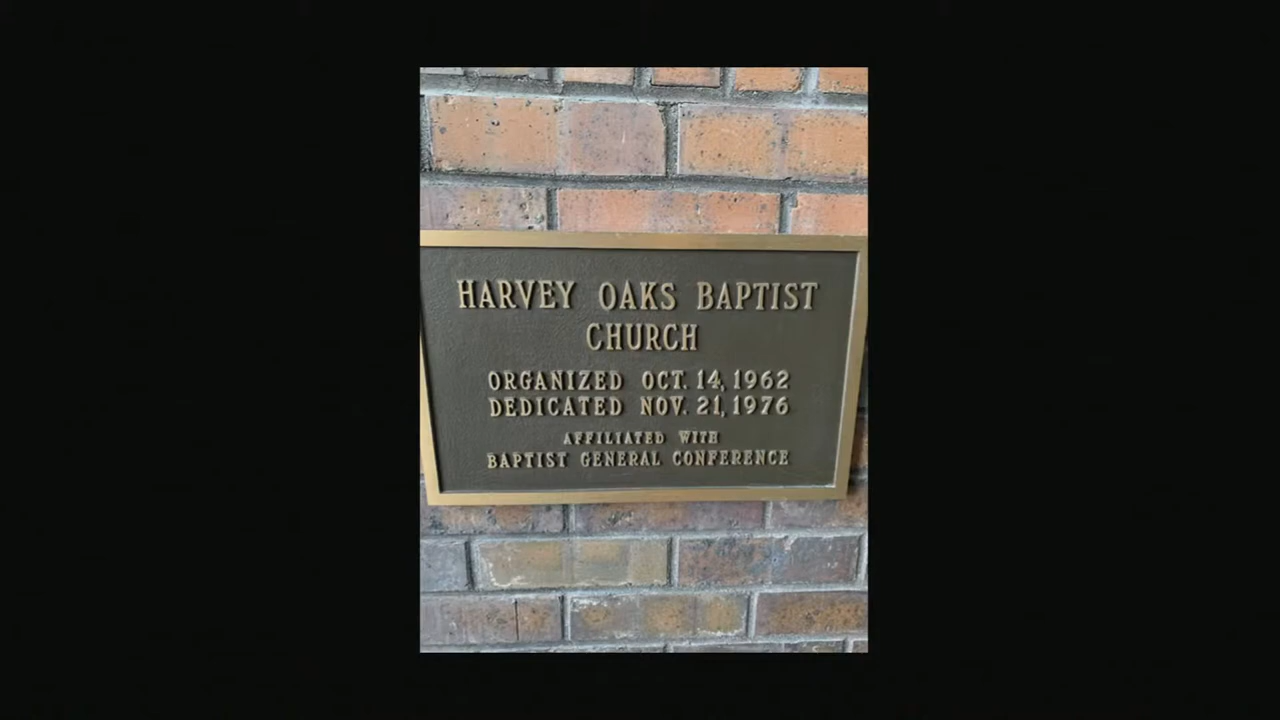 HARVEY OAKS BAPTIST
CHURCH
ORGANIZED OCT. 14, 1962
DEDICATED NOV. 21, 1976
AFFILIATED WITH
BAPTIST GENERAL CONFERENCE